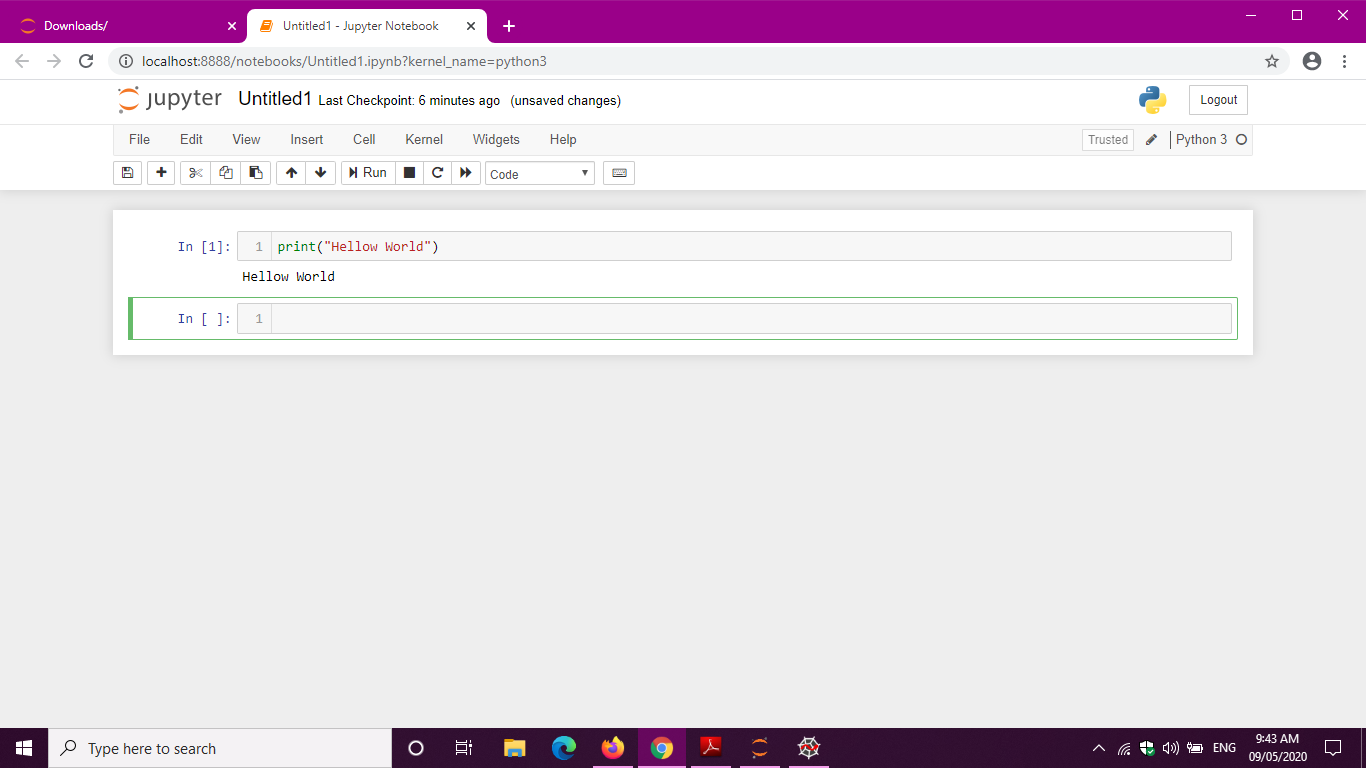 Downloads/
Untitled1 - Jupyter Notebook
localhost:8888/notebooks/Untitled1.ipynb?kernel_name=python3
jupyter Untitled1 Last Checkpoint: 6 minutes ago (unsaved changes)
Logout
File Edit View Insert Cell Kernel Widgets Help
Trusted Python 3
Run Code
In [1]: 1 print("Hellow World")
Hellow World
In [ ]: 1
Type here to search
ENG
9:43 AM
09/05/2020